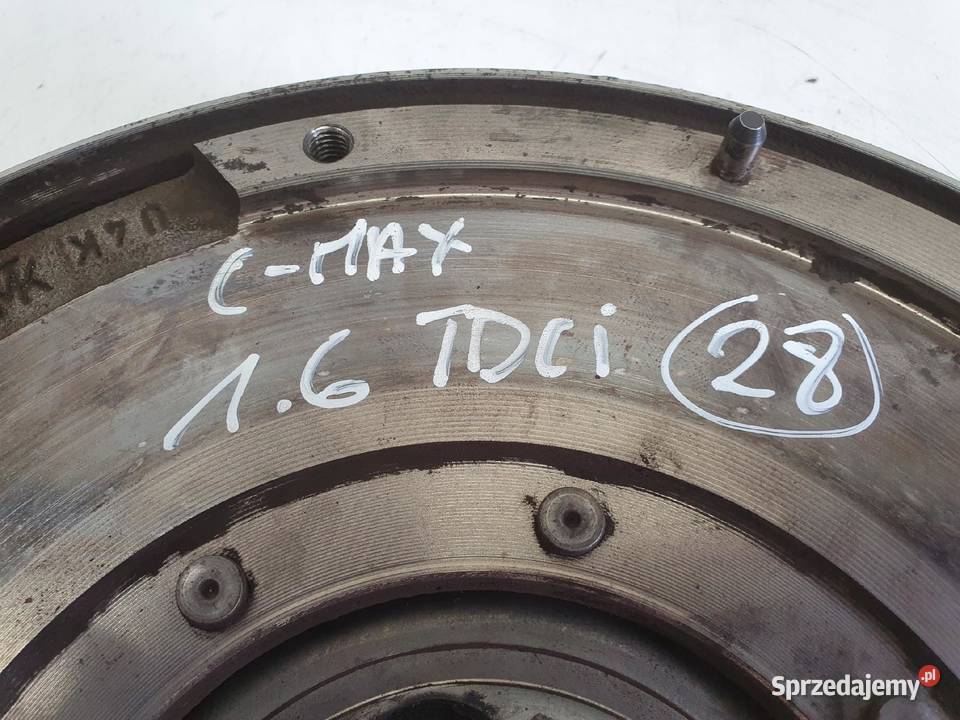 C-MAX
1.6 TDCi 28
Sprzedajemy.pl